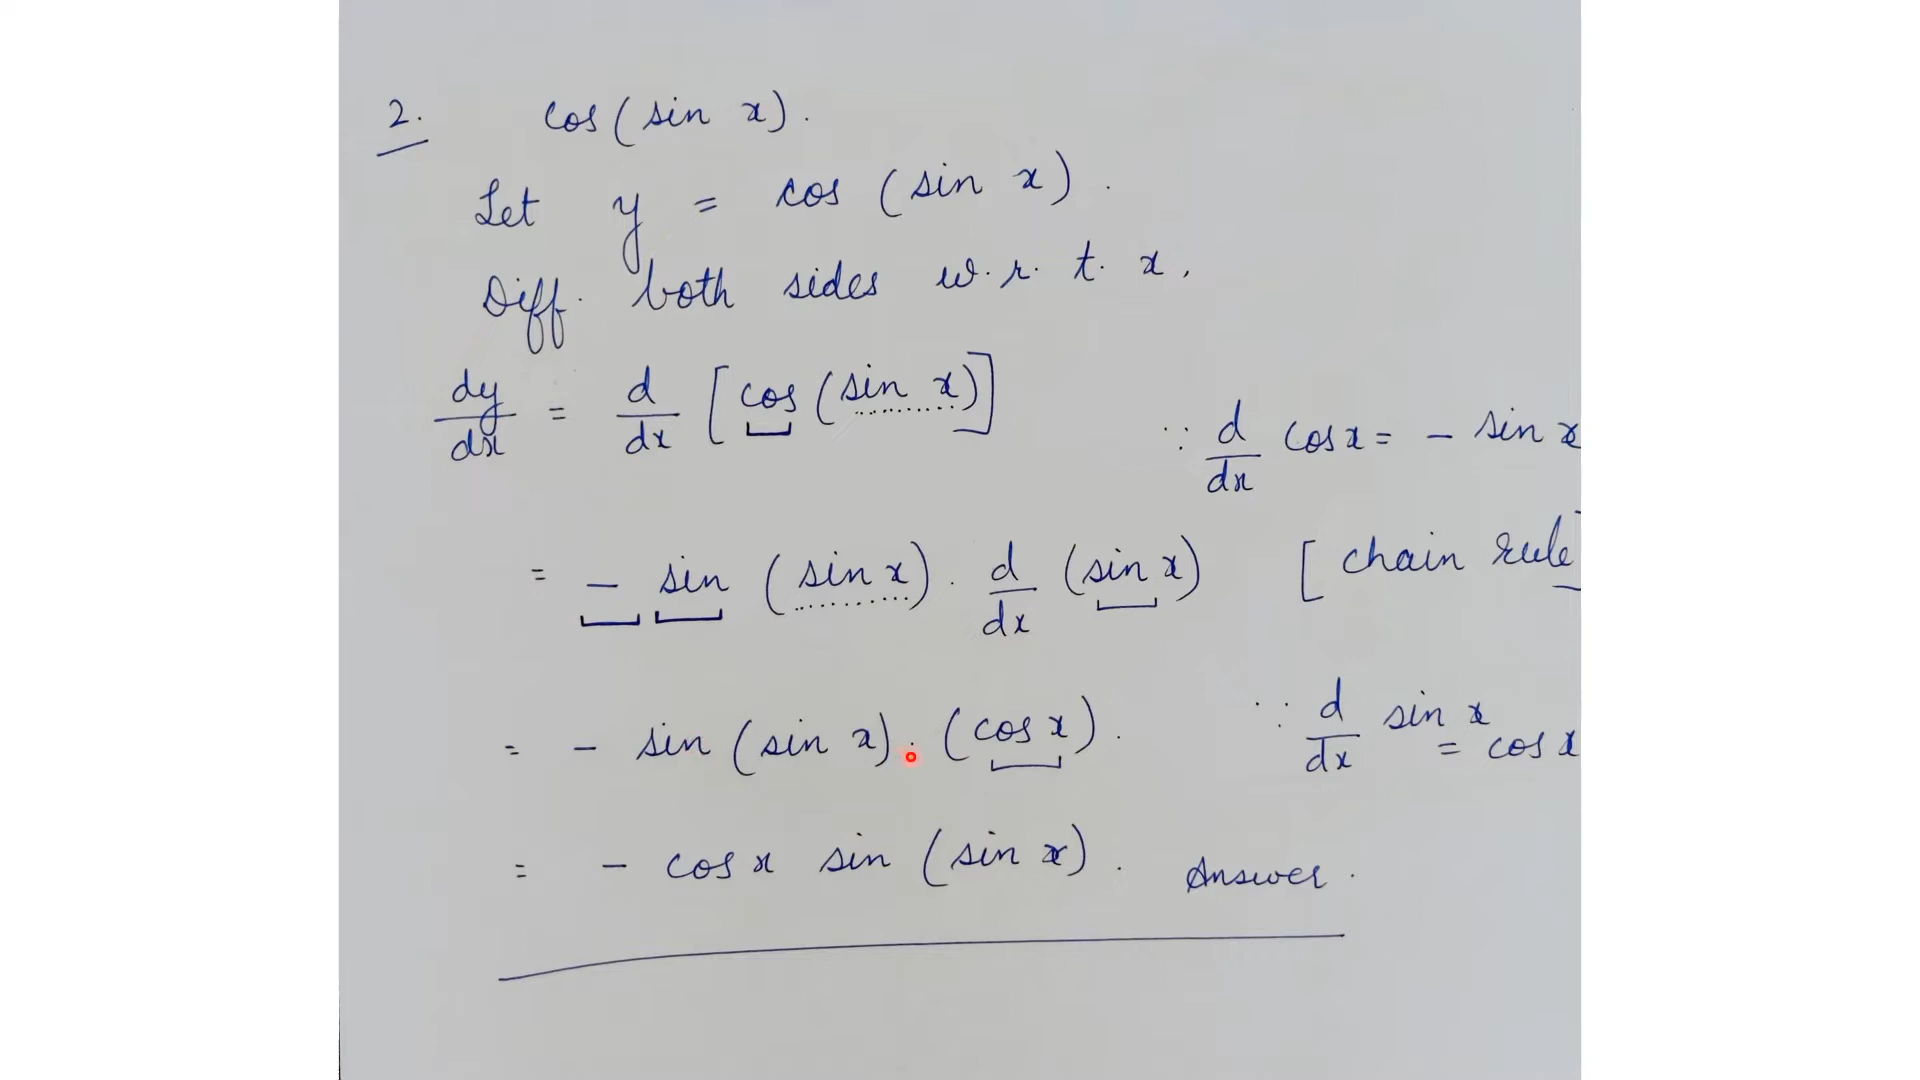 2. cos (sin x).
Let y = cos (sin x).
Diff. both sides w.r.t. x,
dy/dx = d/dx [cos (sin x)]
∵ d/dx cos x = - sin x
= - sin (sin x) . d/dx (sin x) [chain rule]
= - sin (sin x) . (cos x).
∵ d/dx sin x
= cos x
= - cos x sin (sin x). Answer.